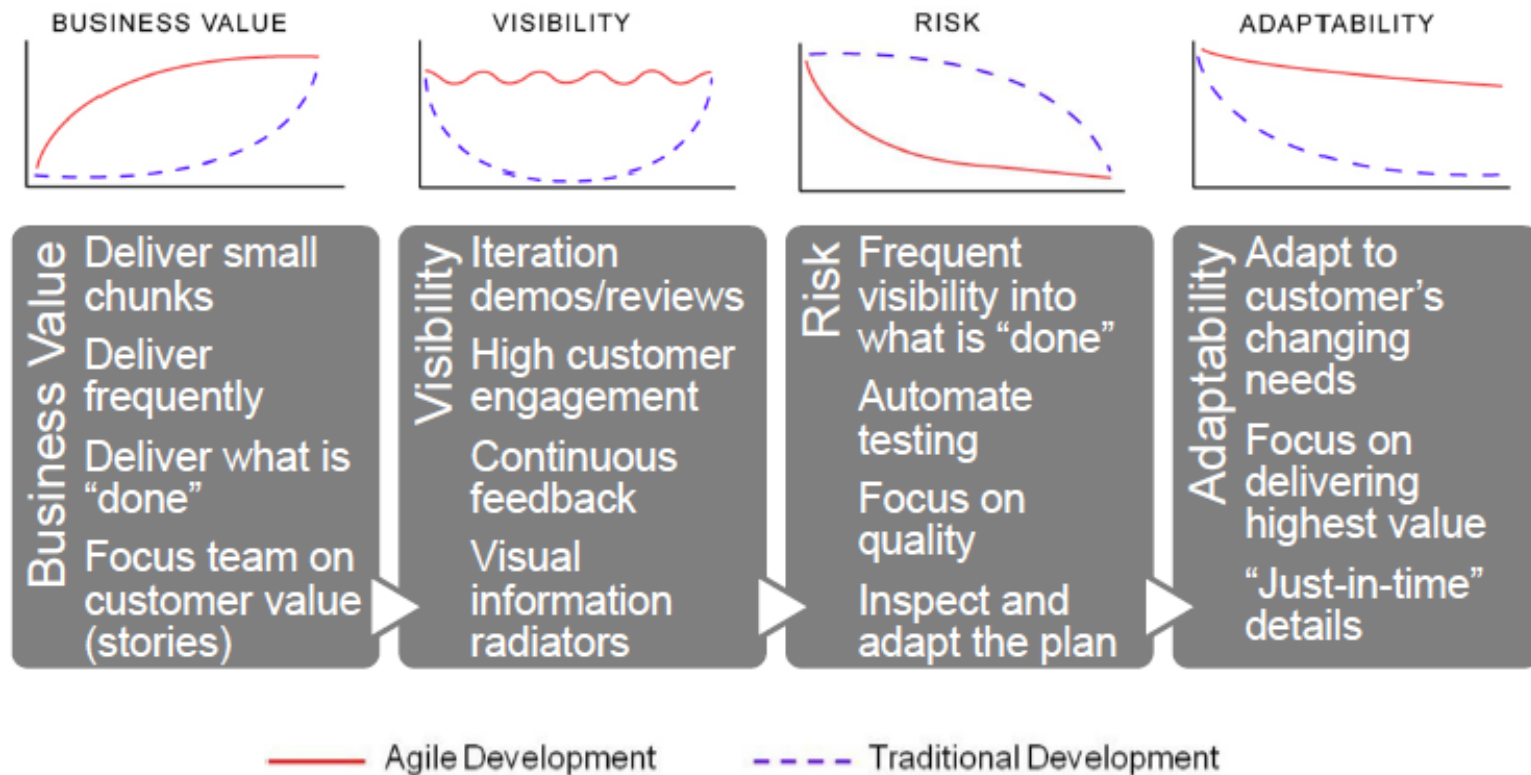 BUSINESS VALUE
VISIBILITY
RISK
ADAPTABILITY
Business Value
Deliver small
chunks
Deliver
frequently
Deliver what is
“done”
Focus team on
customer value
(stories)
Visibility
Iteration
demos/reviews
High customer
engagement
Continuous
feedback
Visual
information
radiators
Risk
Frequent
visibility into
what is “done”
Automate
testing
Focus on
quality
Inspect and
adapt the plan
Adaptability
Adapt to
customer’s
changing
needs
Focus on
delivering
highest value
“Just-in-time”
details
Agile Development
Traditional Development